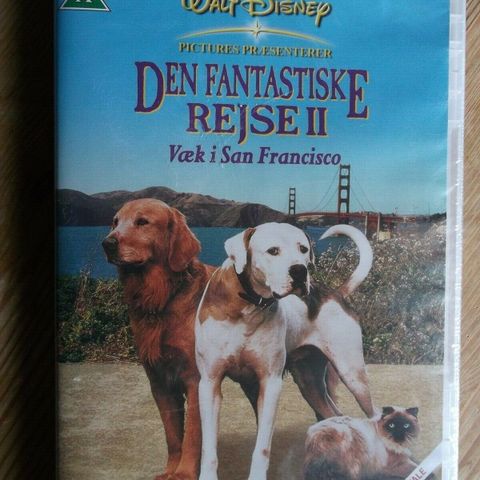 WALT DISNEY
PICTURES PRÆSENTERER
DEN FANTASTISKE
REJSE II
Væk i San Francisco